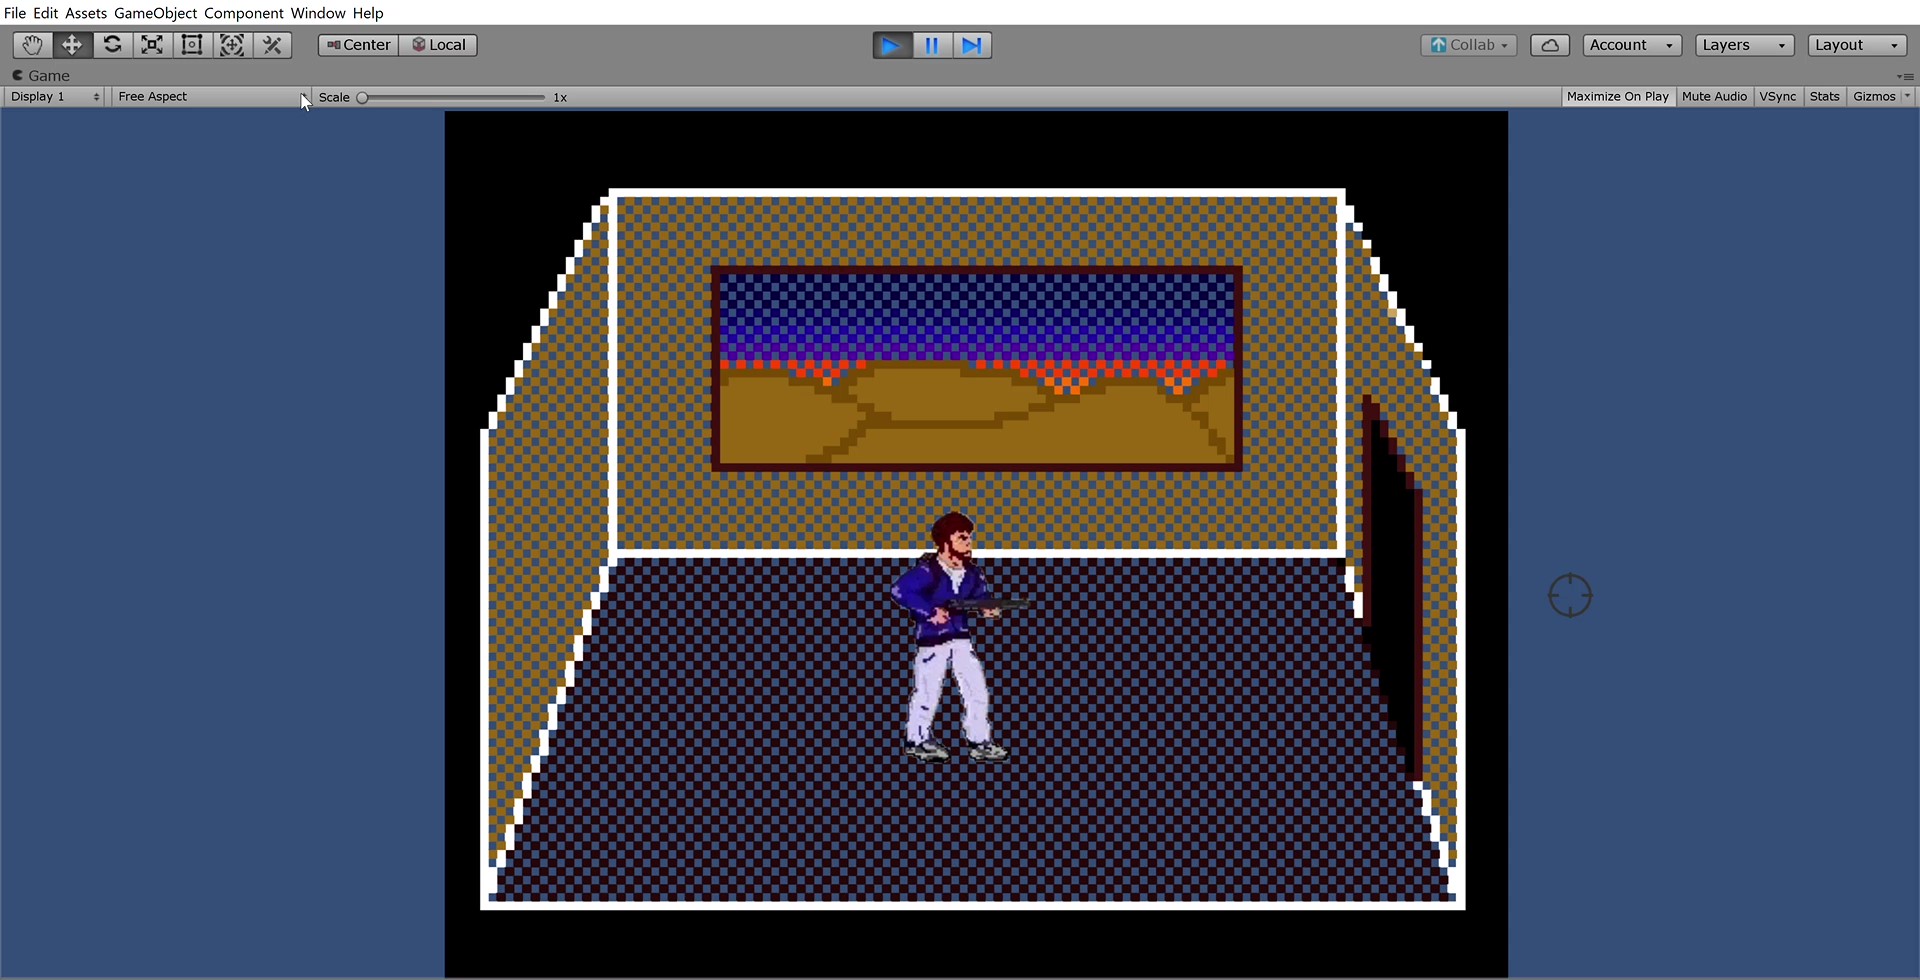 File Edit Assets GameObject Component Window Help
Center Local Collab Account Layers Layout
Game
Display 1 Free Aspect Scale 1x Maximize On Play Mute Audio VSync Stats Gizmos